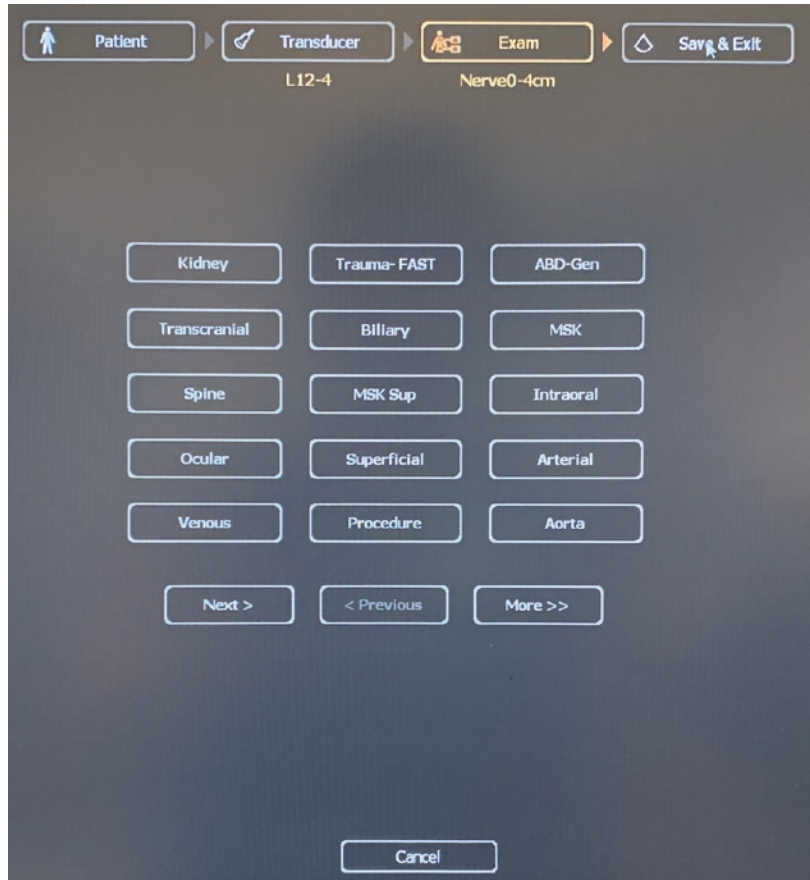 Patient Transducer Exam Save & Exit
L12-4 Nerve0-4cm
Kidney Trauma- FAST ABD-Gen
Transcranial Biliary MSK
Spine MSK Sup Intraoral
Ocular Superficial Arterial
Venous Procedure Aorta
Next > < Previous More >>
Cancel